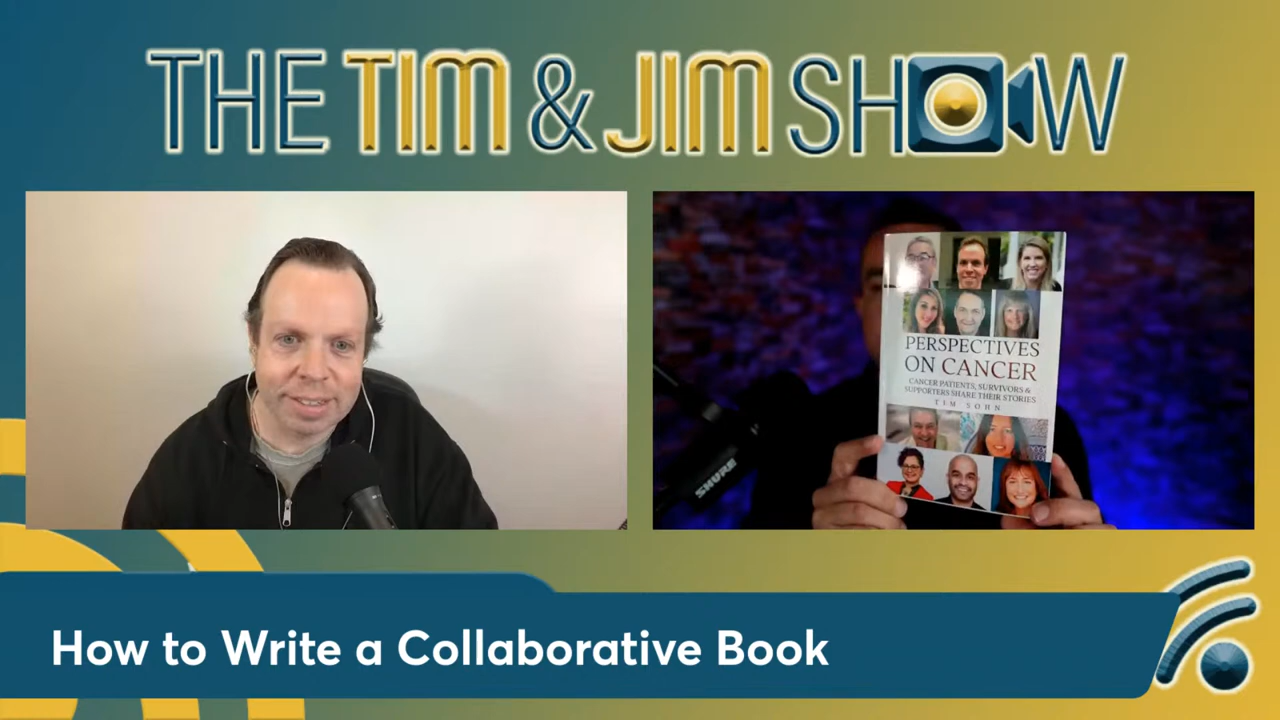 THE TIM & JIM SHOW
PERSPECTIVES
ON CANCER
CANCER PATIENTS, SURVIVORS &
SUPPORTERS SHARE THEIR STORIES
TIM SOHN
SHURE
How to Write a Collaborative Book